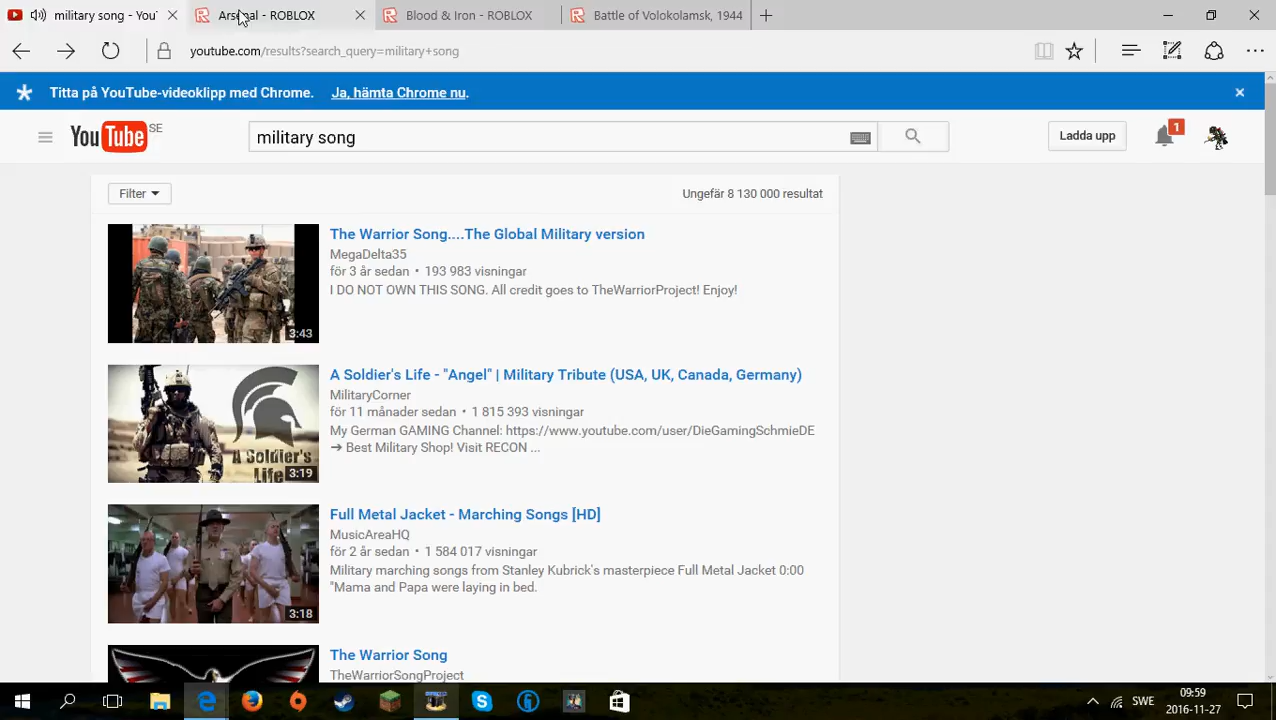 military song - You
Arsenal - ROBLOX
Blood & Iron - ROBLOX
Battle of Volokolamsk, 1944
youtube.com/results?search_query=military+song
Titta på YouTube-videoklipp med Chrome. Ja, hämta Chrome nu.
YouTube SE
military song
Ladda upp
1
Filter
Ungefär 8 130 000 resultat
The Warrior Song....The Global Military version
MegaDelta35
för 3 år sedan • 193 983 visningar
I DO NOT OWN THIS SONG. All credit goes to TheWarriorProject! Enjoy!
3:43
A Soldier's Life - "Angel" | Military Tribute (USA, UK, Canada, Germany)
MilitaryCorner
för 11 månader sedan • 1 815 393 visningar
My German GAMING Channel: https://www.youtube.com/user/DieGamingSchmieDE
➔ Best Military Shop! Visit RECON ...
A Soldier's
Life
3:19
Full Metal Jacket - Marching Songs [HD]
MusicAreaHQ
för 2 år sedan • 1 584 017 visningar
Military marching songs from Stanley Kubrick's masterpiece Full Metal Jacket 0:00
"Mama and Papa were laying in bed.
3:18
The Warrior Song
TheWarriorSongProject
SWE
09:59
2016-11-27